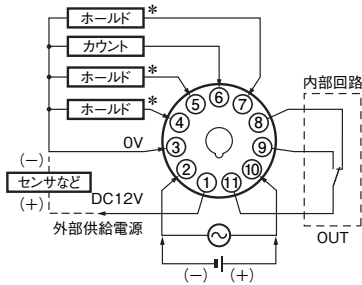 ホールド *
カウント
ホールド *
ホールド *
内部回路
⑥
⑤ ⑦
④ ⑧
③ ⑨
② ⑩
① ⑪
0V
(−)
センサなど
(+)
DC12V
外部供給電源
OUT
(−) (+)